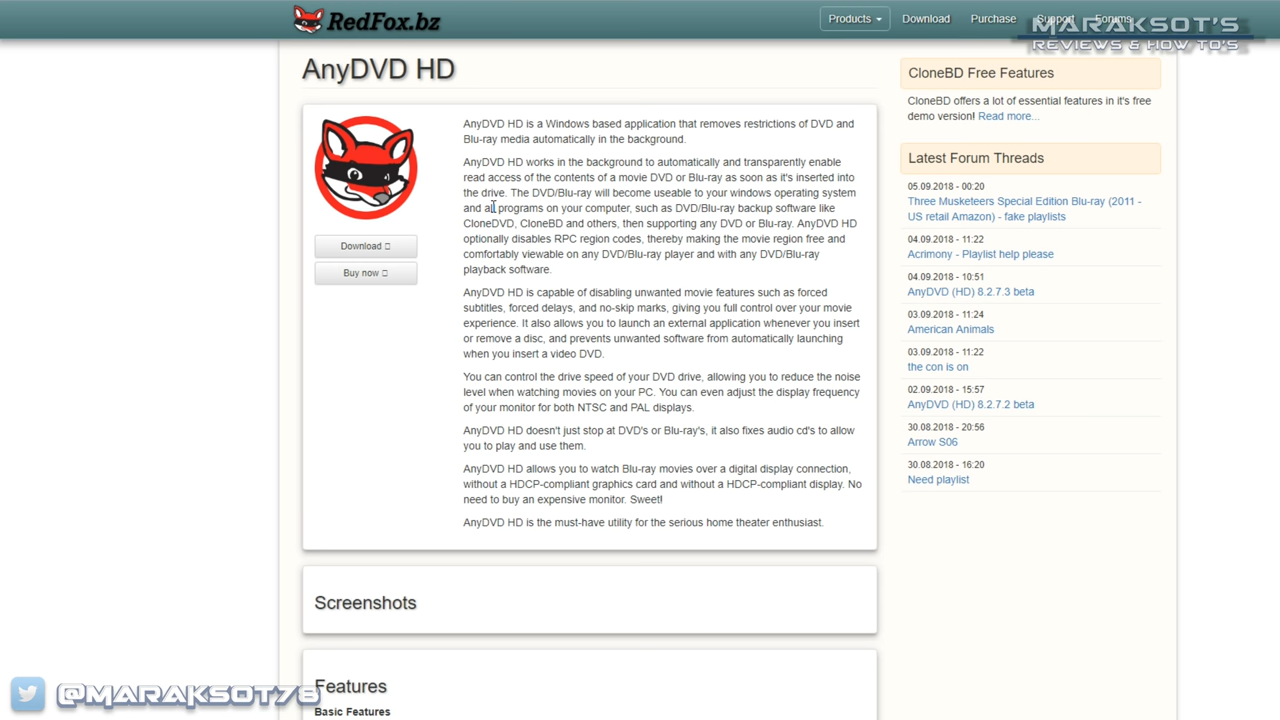 RedFox.bz
Products
Download
Purchase
Support
Forums
MARAKSOT'S
REVIEWS & HOW TO'S
AnyDVD HD
Download
Buy now
AnyDVD HD is a Windows based application that removes restrictions of DVD and
Blu-ray media automatically in the background.
AnyDVD HD works in the background to automatically and transparently enable
read access of the contents of a movie DVD or Blu-ray as soon as it's inserted into
the drive. The DVD/Blu-ray will become useable to your windows operating system
and all programs on your computer, such as DVD/Blu-ray backup software like
CloneDVD, CloneBD and others, then supporting any DVD or Blu-ray. AnyDVD HD
optionally disables RPC region codes, thereby making the movie region free and
comfortably viewable on any DVD/Blu-ray player and with any DVD/Blu-ray
playback software.
AnyDVD HD is capable of disabling unwanted movie features such as forced
subtitles, forced delays, and no-skip marks, giving you full control over your movie
experience. It also allows you to launch an external application whenever you insert
or remove a disc, and prevents unwanted software from automatically launching
when you insert a video DVD.
You can control the drive speed of your DVD drive, allowing you to reduce the noise
level when watching movies on your PC. You can even adjust the display frequency
of your monitor for both NTSC and PAL displays.
AnyDVD HD doesn't just stop at DVD's or Blu-ray's, it also fixes audio cd's to allow
you to play and use them.
AnyDVD HD allows you to watch Blu-ray movies over a digital display connection,
without a HDCP-compliant graphics card and without a HDCP-compliant display. No
need to buy an expensive monitor. Sweet!
AnyDVD HD is the must-have utility for the serious home theater enthusiast.
Screenshots
Features
Basic Features
@MARAKSOT78
CloneBD Free Features
CloneBD offers a lot of essential features in it's free
demo version! Read more...
Latest Forum Threads
05.09.2018 - 00:20
Three Musketeers Special Edition Blu-ray (2011 -
US retail Amazon) - fake playlists
04.09.2018 - 11:22
Acrimony - Playlist help please
04.09.2018 - 10:51
AnyDVD (HD) 8.2.7.3 beta
03.09.2018 - 11:24
American Animals
03.09.2018 - 11:22
the con is on
02.09.2018 - 15:57
AnyDVD (HD) 8.2.7.2 beta
30.08.2018 - 20:56
Arrow S06
30.08.2018 - 16:20
Need playlist